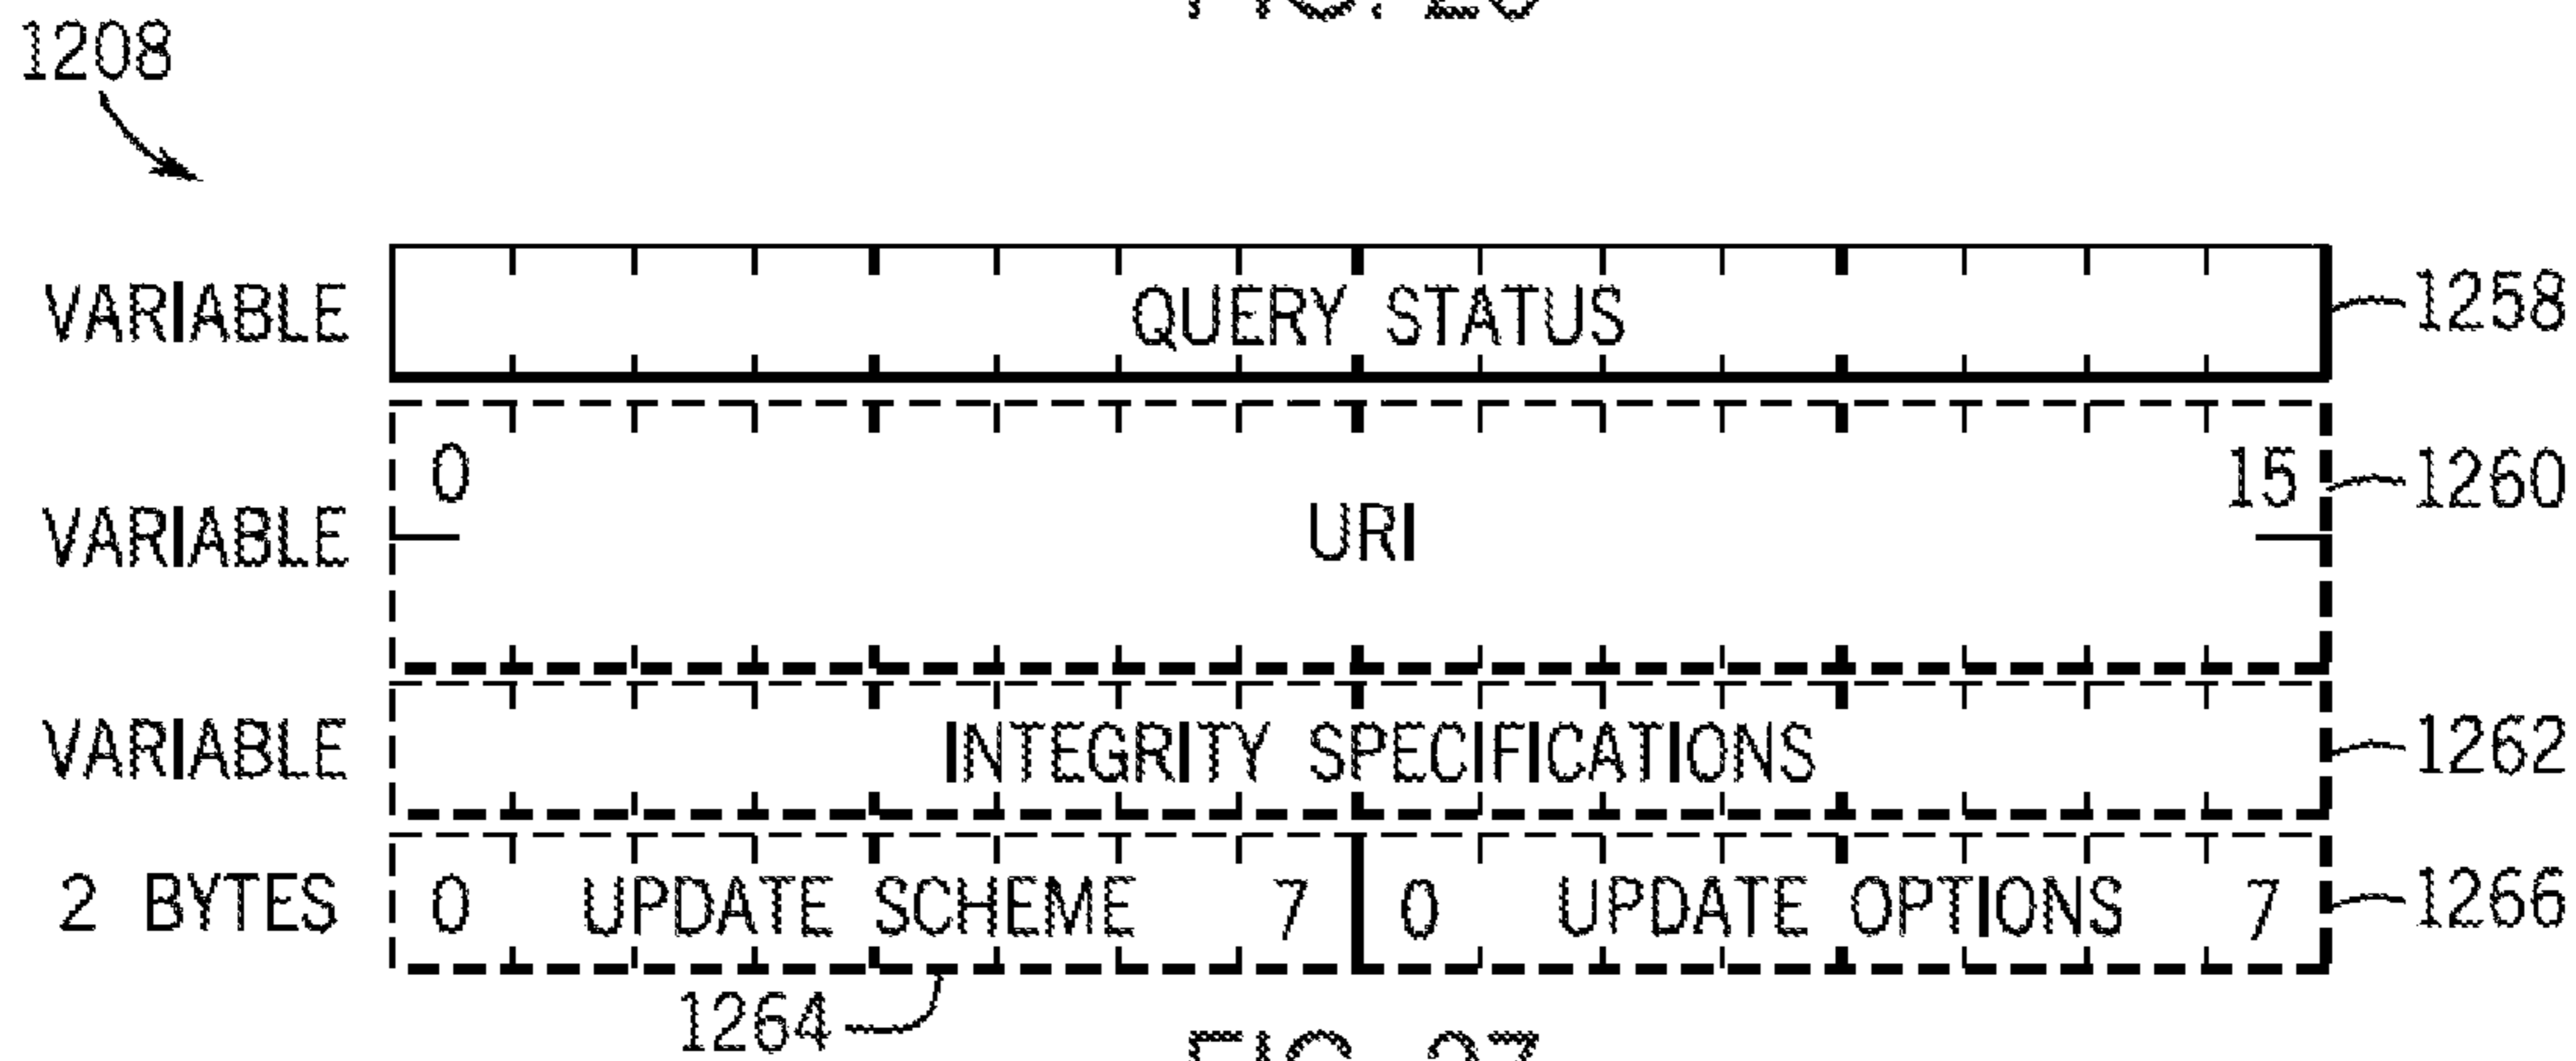 1208
VARIABLE QUERY STATUS 1258
0 15 1260
VARIABLE URI
VARIABLE INTEGRITY SPECIFICATIONS 1262
2 BYTES 0 UPDATE SCHEME 7 0 UPDATE OPTIONS 7 1266
1264